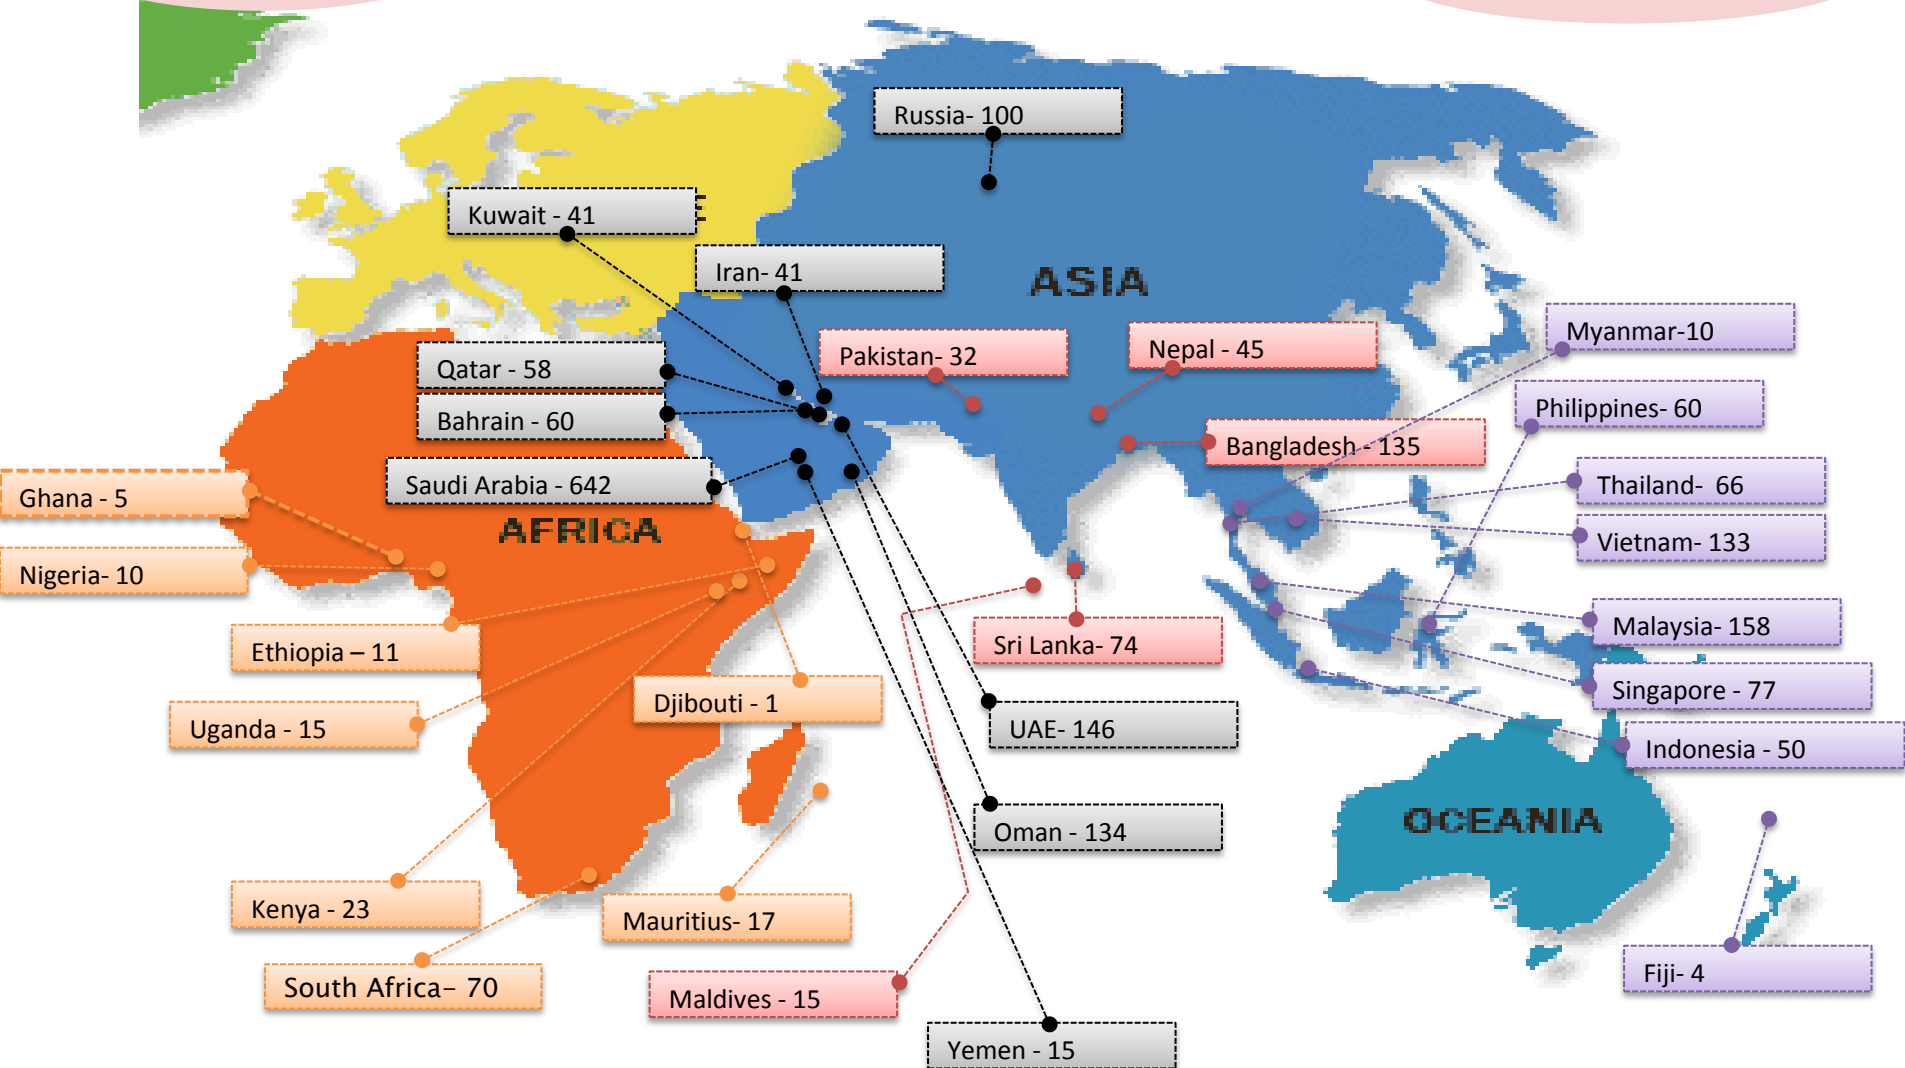 Russia- 100
Kuwait - 41
E
Iran- 41
ASIA
Myanmar-10
Pakistan- 32
Nepal - 45
Qatar - 58
Philippines- 60
Bahrain - 60
Bangladesh - 135
Saudi Arabia - 642
Thailand- 66
Ghana - 5
AFRICA
Vietnam- 133
Nigeria- 10
Malaysia- 158
Sri Lanka- 74
Ethiopia – 11
Singapore - 77
Djibouti - 1
Uganda - 15
UAE- 146
Indonesia - 50
OCEANIA
Oman - 134
Kenya - 23
Mauritius- 17
Fiji- 4
South Africa– 70
Maldives - 15
Yemen - 15